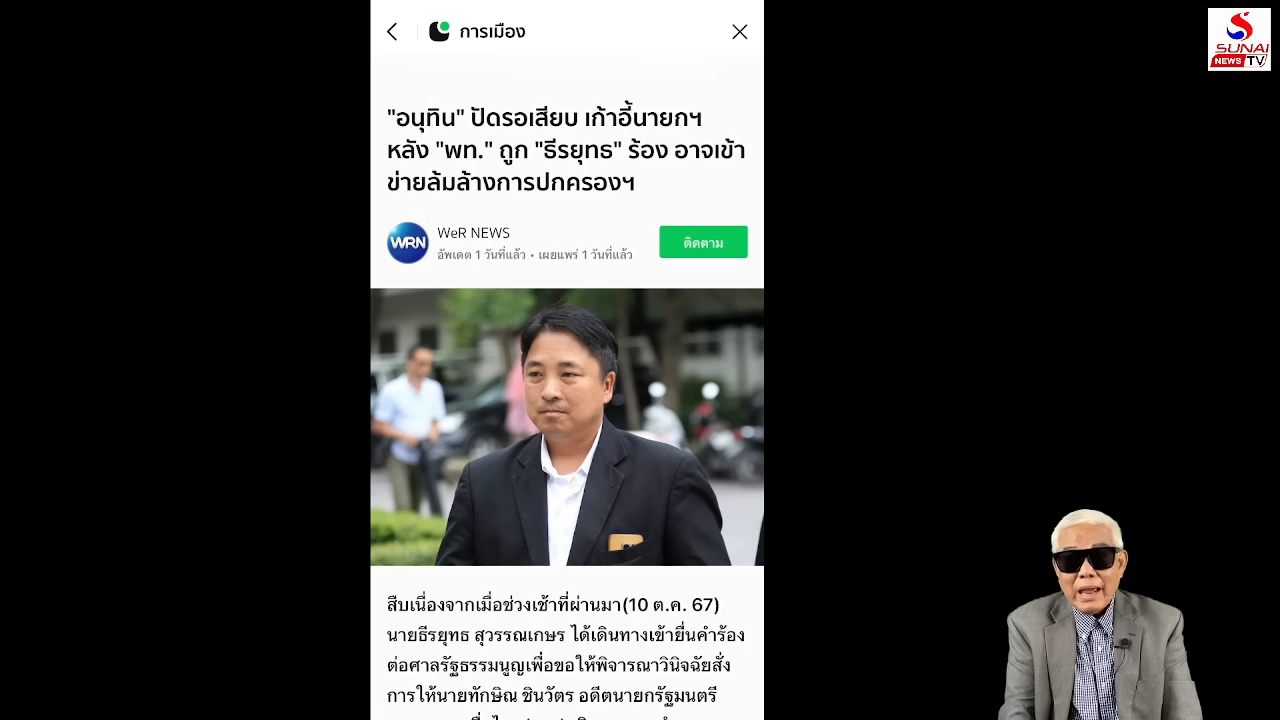 การเมือง
"อนุทิน" ปัดรอเสียบ เก้าอี้นายกฯ
หลัง "พท." ถูก "ธีรยุทธ" ร้อง อาจเข้า
ข่ายล้มล้างการปกครองฯ
WRN
WeR NEWS
อัพเดต 1 วันที่แล้ว • เผยแพร่ 1 วันที่แล้ว
ติดตาม
สืบเนื่องจากเมื่อช่วงเช้าที่ผ่านมา(10 ต.ค. 67)
นายธีรยุทธ สุวรรณเกษร ได้เดินทางเข้ายื่นคำร้อง
ต่อศาลรัฐธรรมนูญเพื่อขอให้พิจารณาวินิจฉัยสั่ง
การให้นายทักษิณ ชินวัตร อดีตนายกรัฐมนตรี
SUNAI
NEWS TV